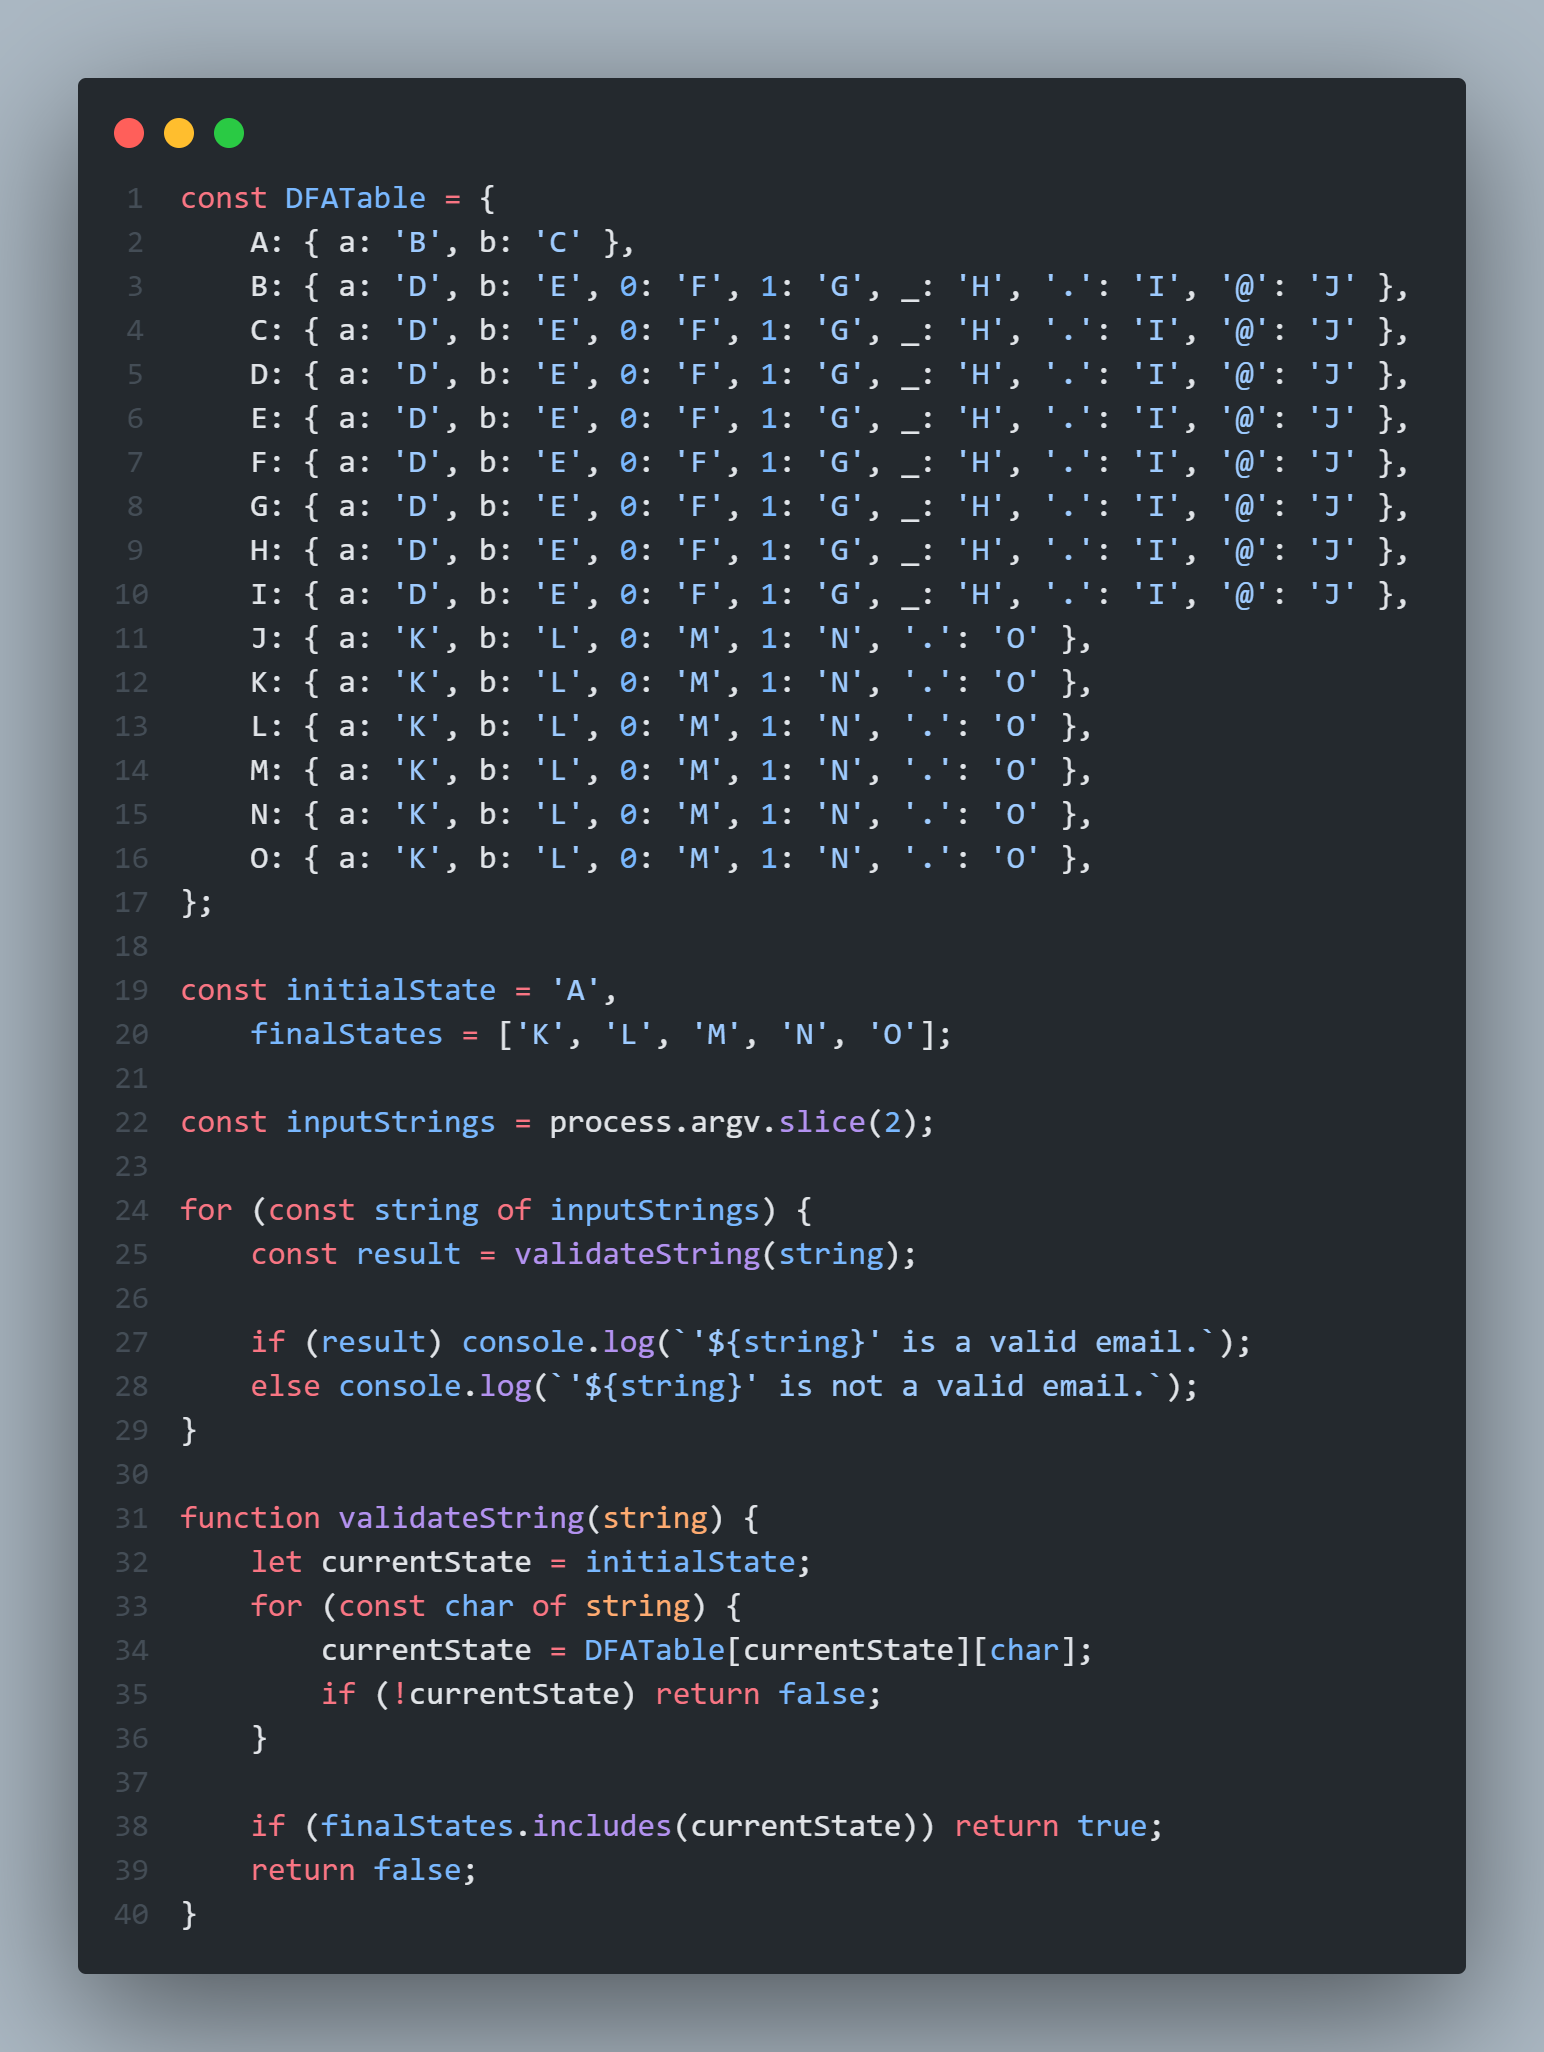 1 const DFATable = {
2     A: { a: 'B', b: 'C' },
3     B: { a: 'D', b: 'E', 0: 'F', 1: 'G', _: 'H', '.': 'I', '@': 'J' },
4     C: { a: 'D', b: 'E', 0: 'F', 1: 'G', _: 'H', '.': 'I', '@': 'J' },
5     D: { a: 'D', b: 'E', 0: 'F', 1: 'G', _: 'H', '.': 'I', '@': 'J' },
6     E: { a: 'D', b: 'E', 0: 'F', 1: 'G', _: 'H', '.': 'I', '@': 'J' },
7     F: { a: 'D', b: 'E', 0: 'F', 1: 'G', _: 'H', '.': 'I', '@': 'J' },
8     G: { a: 'D', b: 'E', 0: 'F', 1: 'G', _: 'H', '.': 'I', '@': 'J' },
9     H: { a: 'D', b: 'E', 0: 'F', 1: 'G', _: 'H', '.': 'I', '@': 'J' },
10     I: { a: 'D', b: 'E', 0: 'F', 1: 'G', _: 'H', '.': 'I', '@': 'J' },
11     J: { a: 'K', b: 'L', 0: 'M', 1: 'N', '.': 'O' },
12     K: { a: 'K', b: 'L', 0: 'M', 1: 'N', '.': 'O' },
13     L: { a: 'K', b: 'L', 0: 'M', 1: 'N', '.': 'O' },
14     M: { a: 'K', b: 'L', 0: 'M', 1: 'N', '.': 'O' },
15     N: { a: 'K', b: 'L', 0: 'M', 1: 'N', '.': 'O' },
16     O: { a: 'K', b: 'L', 0: 'M', 1: 'N', '.': 'O' },
17 };
18
19 const initialState = 'A',
20     finalStates = ['K', 'L', 'M', 'N', 'O'];
21
22 const inputStrings = process.argv.slice(2);
23
24 for (const string of inputStrings) {
25     const result = validateString(string);
26
27     if (result) console.log(`'${string}' is a valid email.`);
28     else console.log(`'${string}' is not a valid email.`);
29 }
30
31 function validateString(string) {
32     let currentState = initialState;
33     for (const char of string) {
34         currentState = DFATable[currentState][char];
35         if (!currentState) return false;
36     }
37
38     if (finalStates.includes(currentState)) return true;
39     return false;
40 }